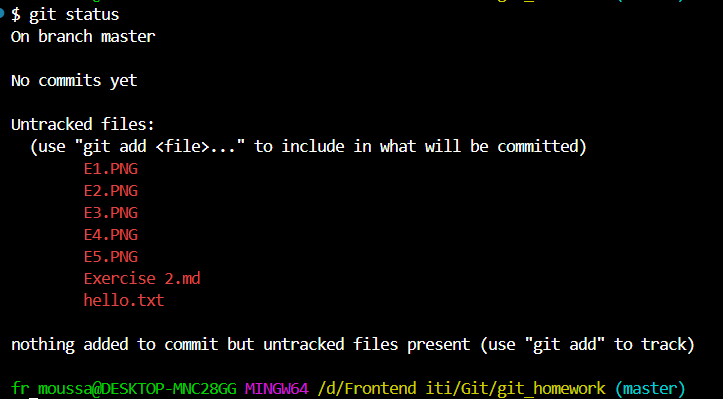 $ git status
On branch master
No commits yet
Untracked files:
(use "git add <file>..." to include in what will be committed)
E1.PNG
E2.PNG
E3.PNG
E4.PNG
E5.PNG
Exercise 2.md
hello.txt
nothing added to commit but untracked files present (use "git add" to track)
fr_moussa@DESKTOP-MNC28GG MINGW64 /d/Frontend iti/Git/git_homework (master)